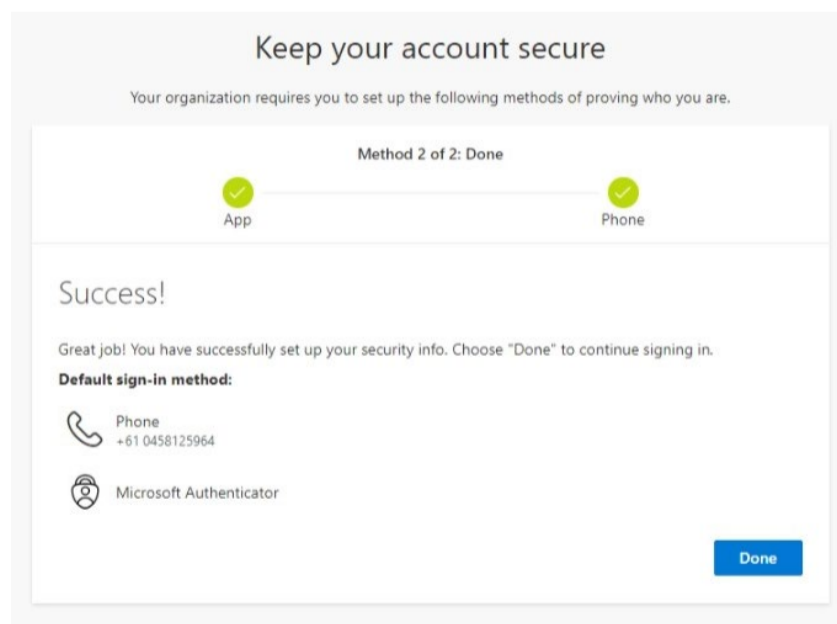 Keep your account secure
Your organization requires you to set up the following methods of proving who you are.
Method 2 of 2: Done
App
Phone
Success!
Great job! You have successfully set up your security info. Choose "Done" to continue signing in.
Default sign-in method:
Phone
+61 0458125964
Microsoft Authenticator
Done